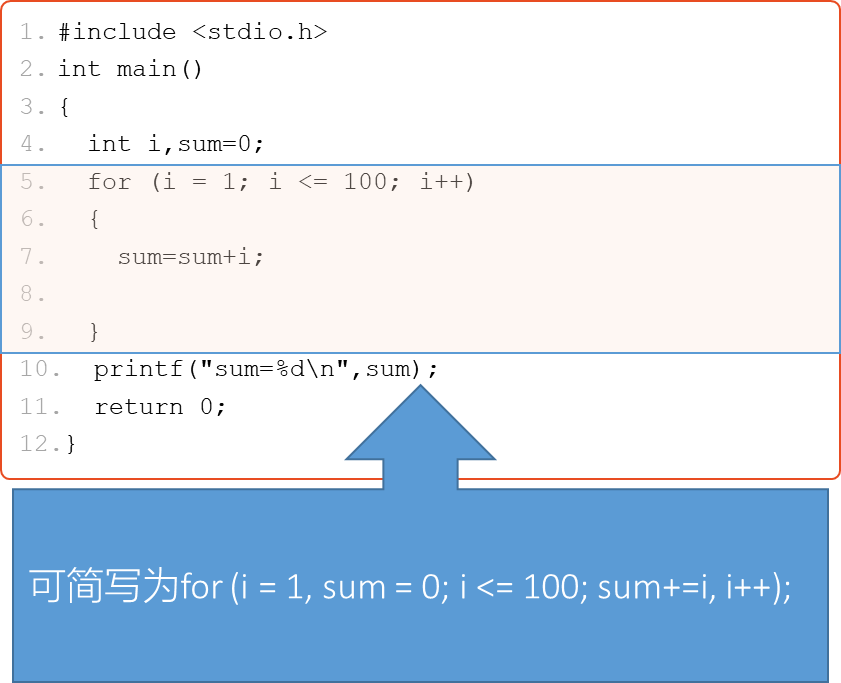 1. #include <stdio.h>
2. int main()
3. {
4.   int i,sum=0;
5.   for (i = 1; i <= 100; i++)
6.   {
7.     sum=sum+i;
8.
9.   }
10.  printf("sum=%d\n",sum);
11.  return 0;
12.}
可简写为for (i = 1, sum = 0; i <= 100; sum+=i, i++);